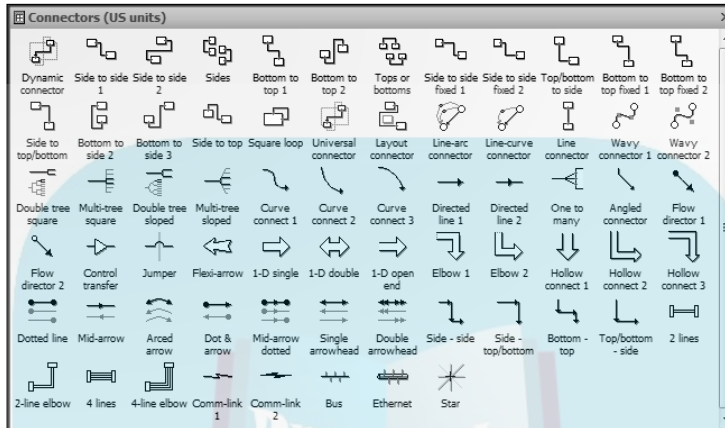 Connectors (US units)
Dynamic connector
Side to side 1
Side to side 2
Sides
Bottom to top 1
Bottom to top 2
Tops or bottoms
Side to side fixed 1
Side to side fixed 2
Top/bottom to side
Bottom to top fixed 1
Bottom to top fixed 2
Side to top/bottom
Bottom to side 2
Bottom to side 3
Side to top
Square loop
Universal connector
Layout connector
Line-arc connector
Line-curve connector
Line connector
Wavy connector 1
Wavy connector 2
Double tree square
Multi-tree square
Double tree sloped
Multi-tree sloped
Curve connect 1
Curve connect 2
Curve connect 3
Directed line 1
Directed line 2
One to many
Angled connector
Flow director 1
Flow director 2
Control transfer
Jumper
Flexi-arrow
1-D single
1-D double
1-D open end
Elbow 1
Elbow 2
Hollow connect 1
Hollow connect 2
Hollow connect 3
Dotted line
Mid-arrow
Arced arrow
Dot & arrow
Mid-arrow dotted
Single arrowhead
Double arrowhead
Side - side
Side - top/bottom
Bottom - top
Top/bottom - side
2 lines
2-line elbow
4 lines
4-line elbow
Comm-link 1
Comm-link 2
Bus
Ethernet
Star